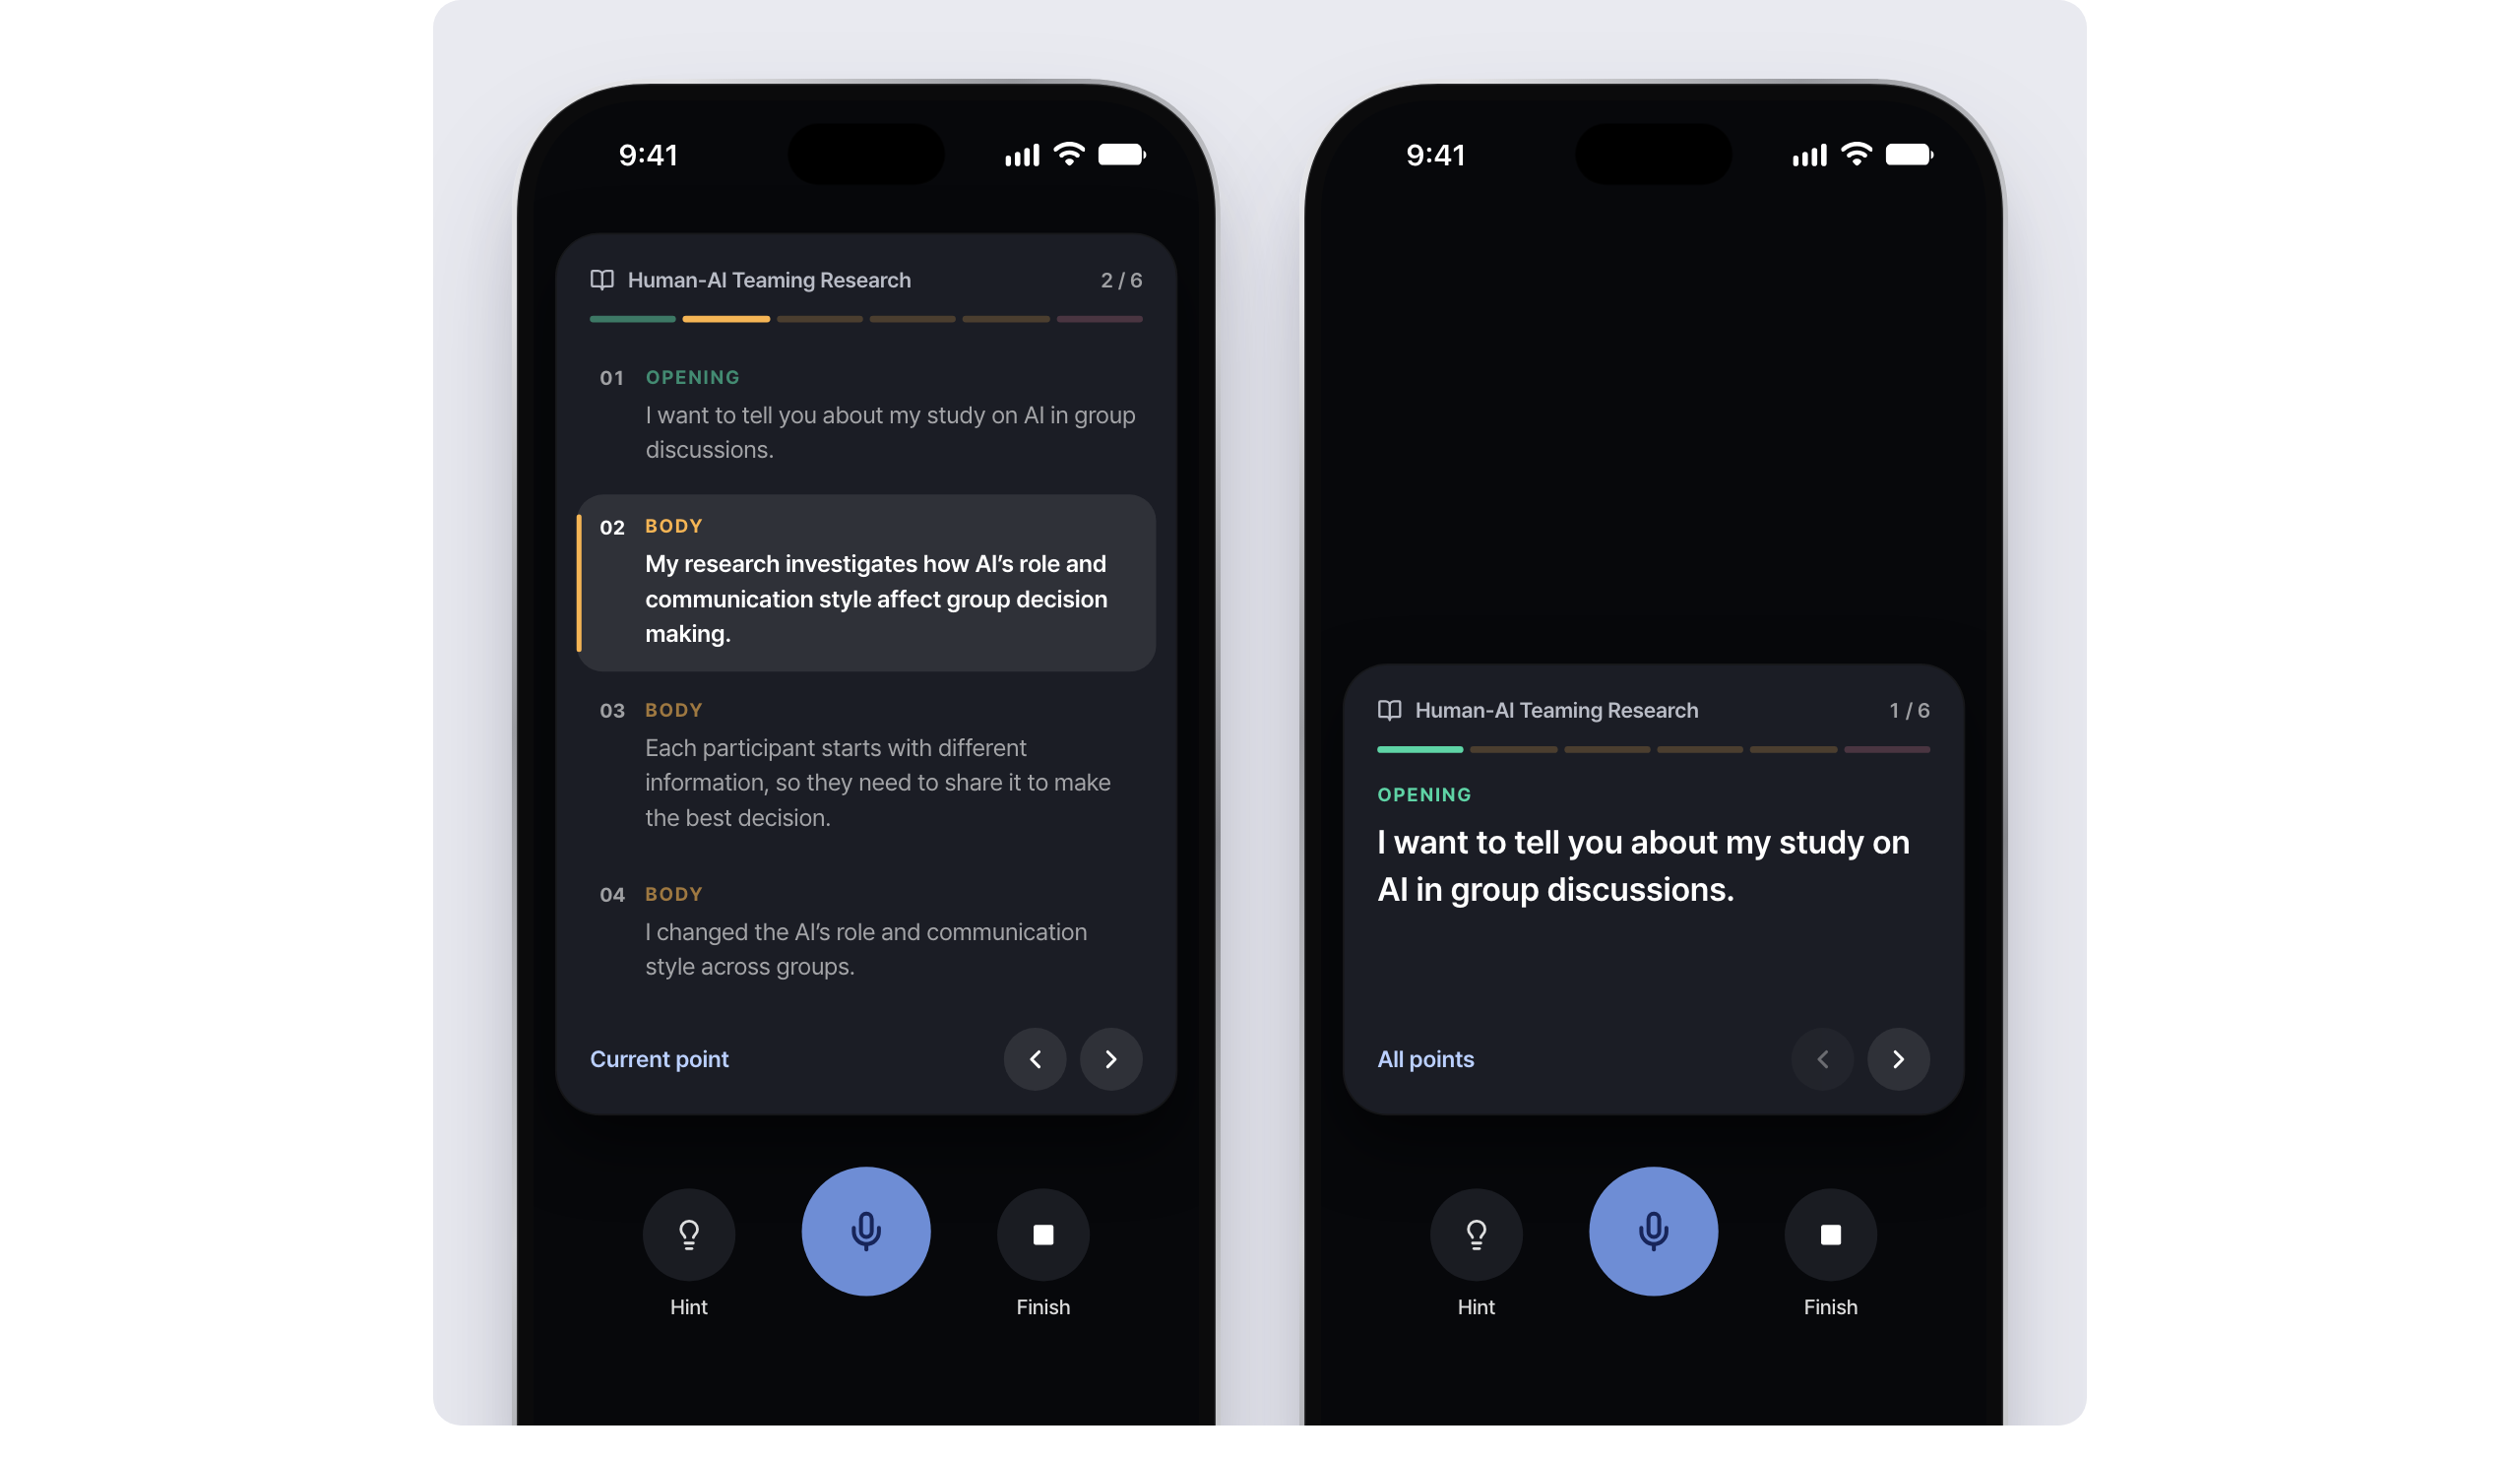 9:41
Human-AI Teaming Research
2 / 6
01 OPENING
I want to tell you about my study on AI in group
discussions.
02 BODY
My research investigates how AI’s role and
communication style affect group decision
making.
03 BODY
Each participant starts with different
information, so they need to share it to make
the best decision.
04 BODY
I changed the AI’s role and communication
style across groups.
Current point
Hint
Finish
9:41
Human-AI Teaming Research
1 / 6
OPENING
I want to tell you about my study on
AI in group discussions.
All points
Hint
Finish